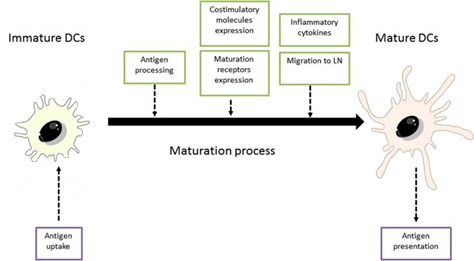 Immature DCs
Costimulatory
molecules
expression
Inflammatory
cytokines
Mature DCs
Antigen
processing
Maturation
receptors
expression
Migration to LN
Maturation process
Antigen
uptake
Antigen
presentation